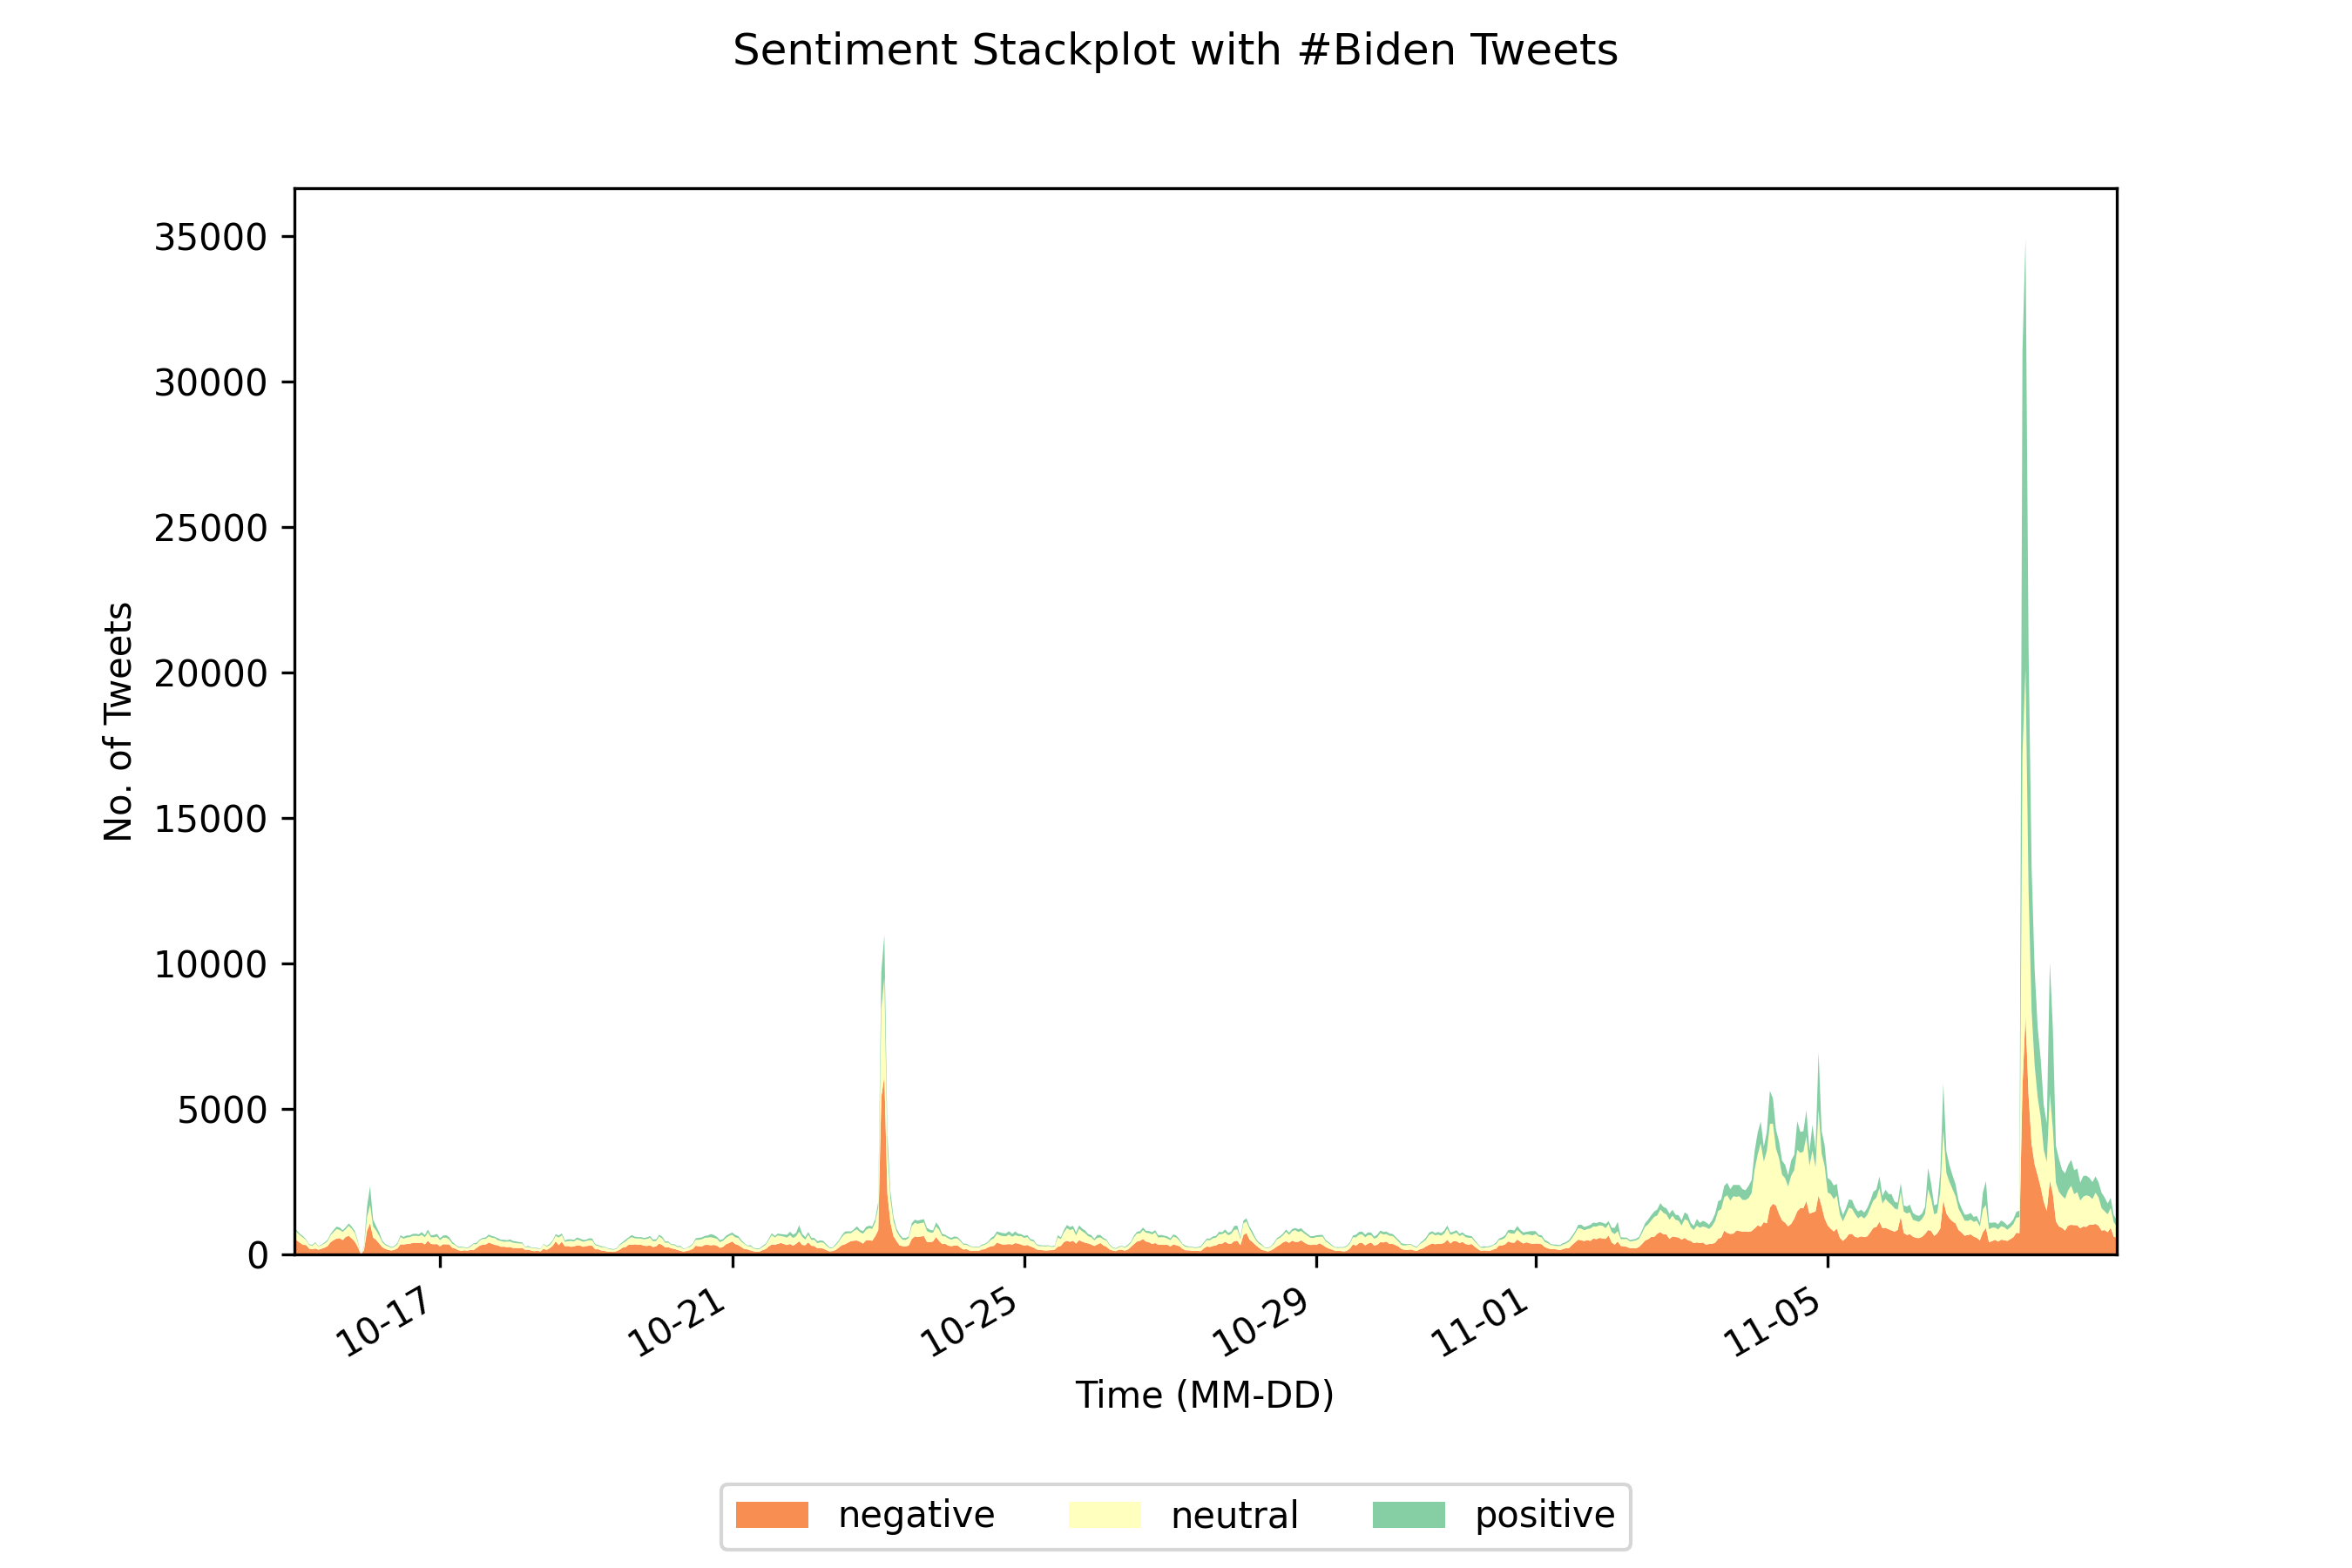 Sentiment Stackplot with #Biden Tweets
No. of Tweets
35000
30000
25000
20000
15000
10000
5000
0
10-17 10-21 10-25 10-29 11-01 11-05
Time (MM-DD)
negative neutral positive